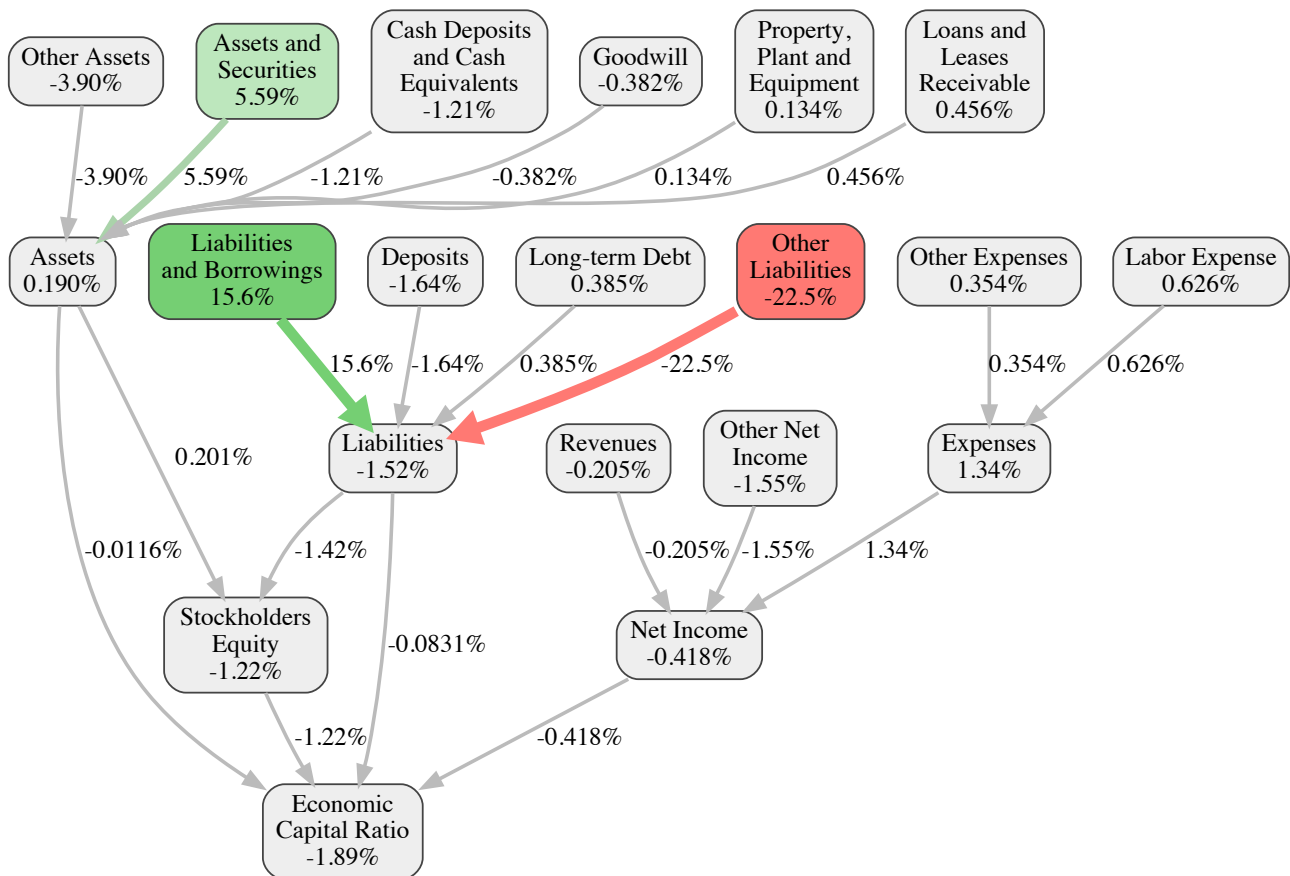 Other Assets
-3.90%
Assets and
Securities
5.59%
Cash Deposits
and Cash
Equivalents
-1.21%
Goodwill
-0.382%
Property,
Plant and
Equipment
0.134%
Loans and
Leases
Receivable
0.456%
-3.90%
5.59%
-1.21%
-0.382%
0.134%
0.456%
Assets
0.190%
Liabilities
and Borrowings
15.6%
Deposits
-1.64%
Long-term Debt
0.385%
Other
Liabilities
-22.5%
Other Expenses
0.354%
Labor Expense
0.626%
15.6%
-1.64%
0.385%
-22.5%
0.354%
0.626%
Liabilities
-1.52%
Revenues
-0.205%
Other Net
Income
-1.55%
Expenses
1.34%
0.201%
-0.0116%
-1.42%
-0.205%
-1.55%
1.34%
Stockholders
Equity
-1.22%
-0.0831%
Net Income
-0.418%
-1.22%
-0.418%
Economic
Capital Ratio
-1.89%